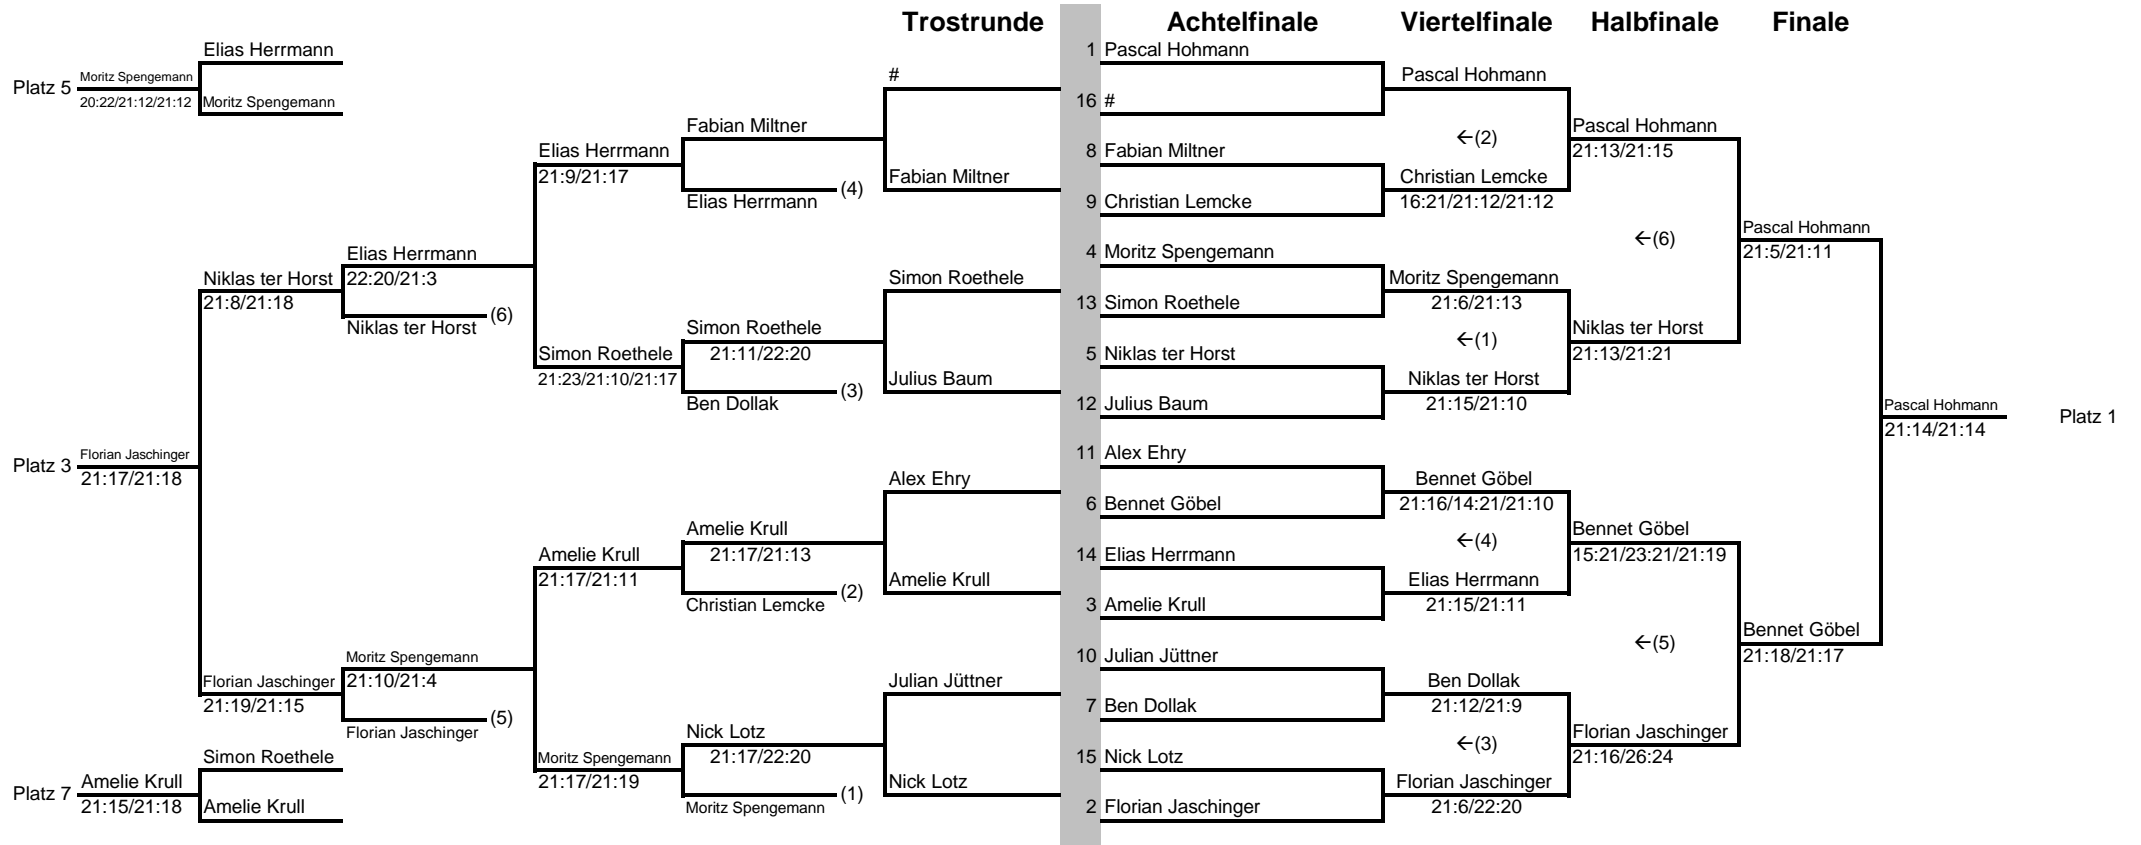 Trostrunde Achtelfinale Viertelfinale Halbfinale Finale
Elias Herrmann 1 Pascal Hohmann
Moritz Spengemann # Pascal Hohmann
Platz 5
20:22/21:12/21:12 Moritz Spengemann 16 #
Fabian Miltner ←(2) Pascal Hohmann
Elias Herrmann 8 Fabian Miltner 21:13/21:15
21:9/21:17 Fabian Miltner Christian Lemcke
(4)
Elias Herrmann 9 Christian Lemcke 16:21/21:12/21:12
Pascal Hohmann
←(6)
Elias Herrmann 4 Moritz Spengemann 21:5/21:11
Niklas ter Horst 22:20/21:3 Simon Roethele Moritz Spengemann
21:8/21:18 13 Simon Roethele 21:6/21:13
(6)
Niklas ter Horst Simon Roethele ←(1) Niklas ter Horst
Simon Roethele 21:11/22:20 5 Niklas ter Horst 21:13/21:21
21:23/21:10/21:17 Julius Baum Niklas ter Horst
(3)
Ben Dollak 12 Julius Baum 21:15/21:10 Pascal Hohmann
Platz 1
21:14/21:14
Florian Jaschinger 11 Alex Ehry
Platz 3
21:17/21:18 Alex Ehry Bennet Göbel
6 Bennet Göbel 21:16/14:21/21:10
Amelie Krull ←(4) Bennet Göbel
Amelie Krull 21:17/21:13 14 Elias Herrmann 15:21/23:21/21:19
21:17/21:11 Amelie Krull Elias Herrmann
(2)
Christian Lemcke 3 Amelie Krull 21:15/21:11
Bennet Göbel
←(5)
Moritz Spengemann 10 Julian Jüttner 21:18/21:17
Florian Jaschinger 21:10/21:4 Julian Jüttner Ben Dollak
21:19/21:15 7 Ben Dollak 21:12/21:9
(5)
Florian Jaschinger Nick Lotz ←(3) Florian Jaschinger
Simon Roethele Moritz Spengemann 21:17/22:20 15 Nick Lotz 21:16/26:24
Amelie Krull 21:17/21:19 Nick Lotz Florian Jaschinger
Platz 7 (1)
21:15/21:18 Amelie Krull Moritz Spengemann 2 Florian Jaschinger 21:6/22:20